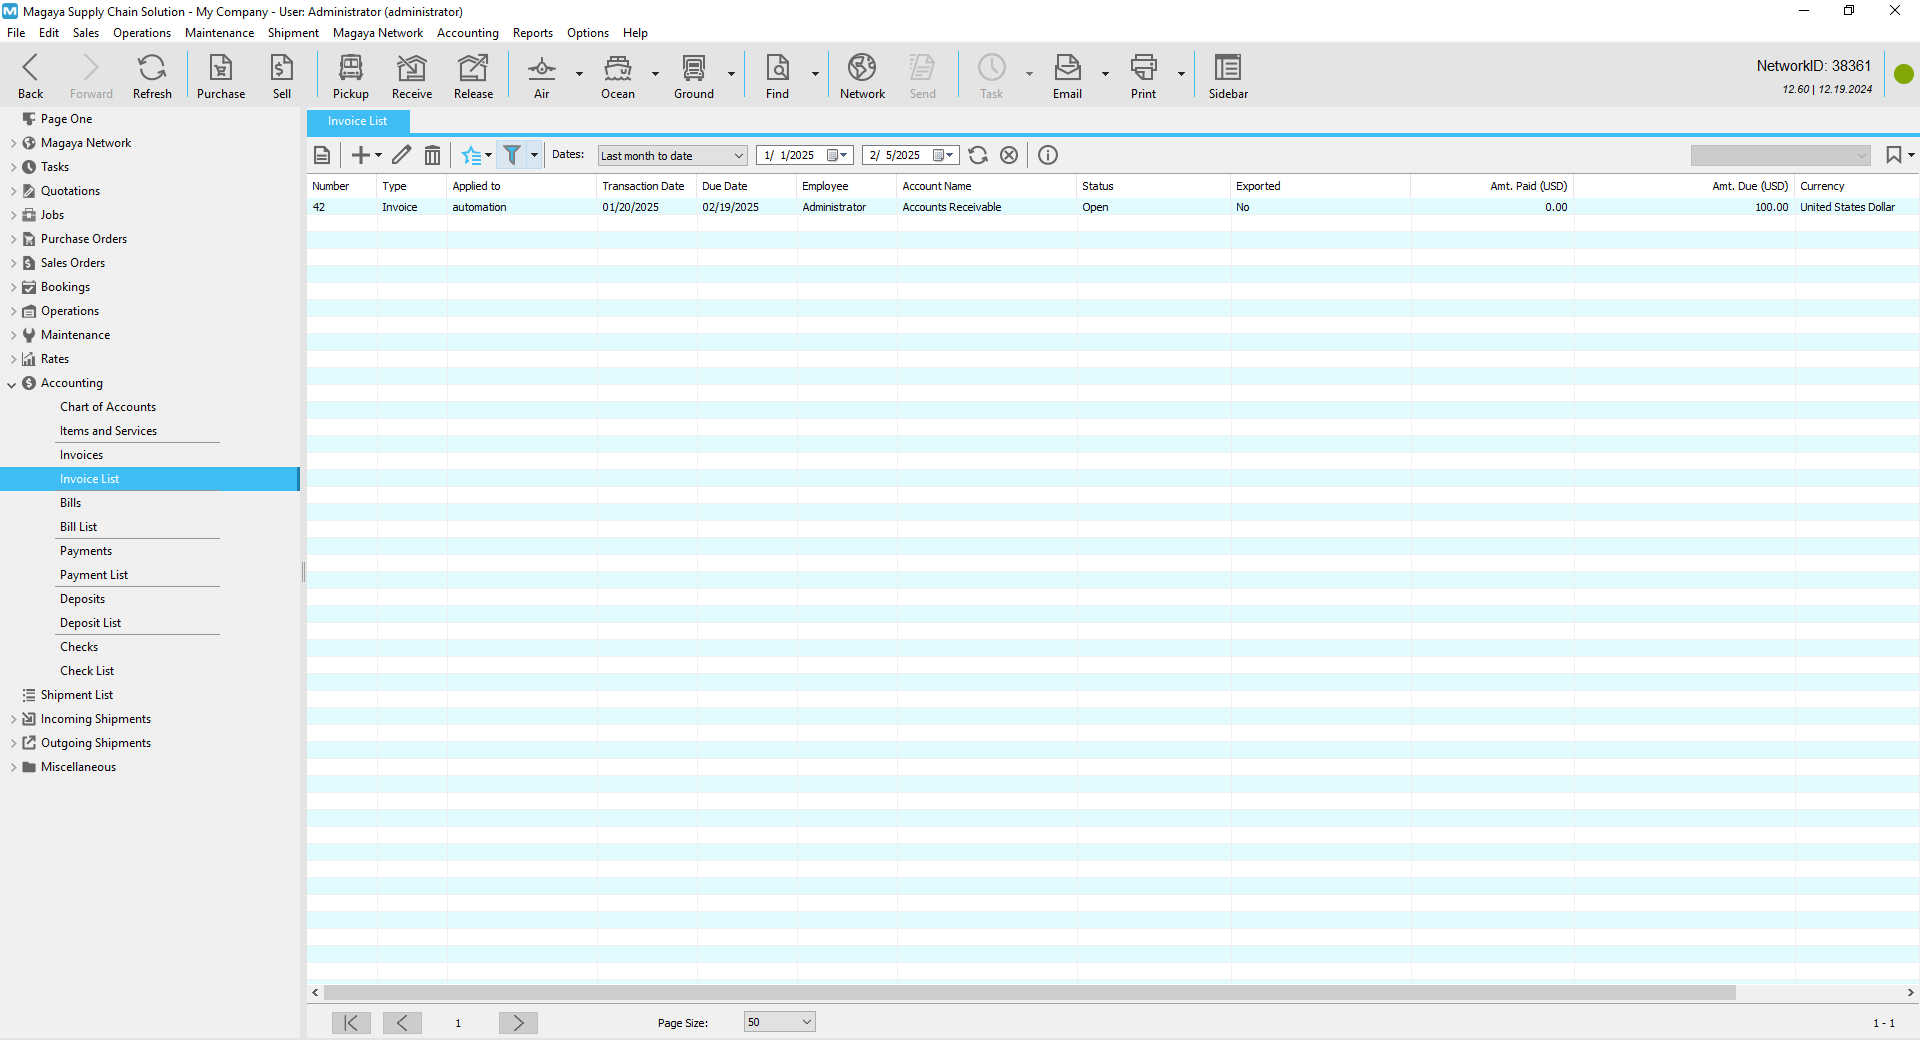 Magaya Supply Chain Solution - My Company - User: Administrator (administrator)
File Edit Sales Operations Maintenance Shipment Magaya Network Accounting Reports Options Help
Back Forward Refresh Purchase Sell Pickup Receive Release Air Ocean Ground Find Network Send Task Email Print Sidebar
NetworkID: 38361
12.60 | 12.19.2024
Page One
Magaya Network
Tasks
Quotations
Jobs
Purchase Orders
Sales Orders
Bookings
Operations
Maintenance
Rates
Accounting
Chart of Accounts
Items and Services
Invoices
Invoice List
Bills
Bill List
Payments
Payment List
Deposits
Deposit List
Checks
Check List
Shipment List
Incoming Shipments
Outgoing Shipments
Miscellaneous
Invoice List
Dates: Last month to date 1/ 1/2025 2/ 5/2025
Number Type Applied to Transaction Date Due Date Employee Account Name Status Exported Amt. Paid (USD) Amt. Due (USD) Currency
42 Invoice automation 01/20/2025 02/19/2025 Administrator Accounts Receivable Open No 0.00 100.00 United States Dollar
1 Page Size: 50 1 - 1